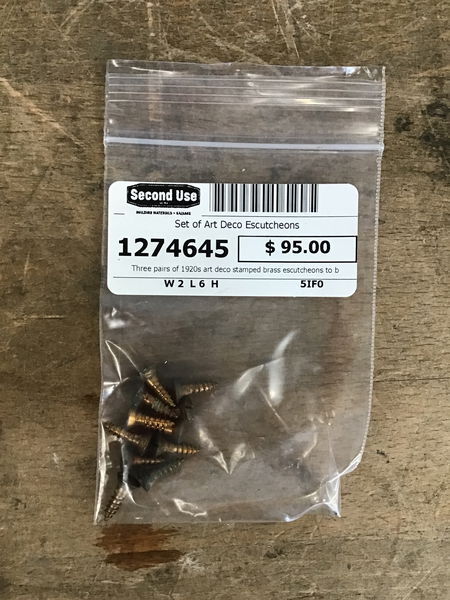 Second Use
BUILDING MATERIALS • SALVAGE
Set of Art Deco Escutcheons
1274645
$ 95.00
Three pairs of 1920s art deco stamped brass escutcheons to b
W 2 L 6 H
5IF0